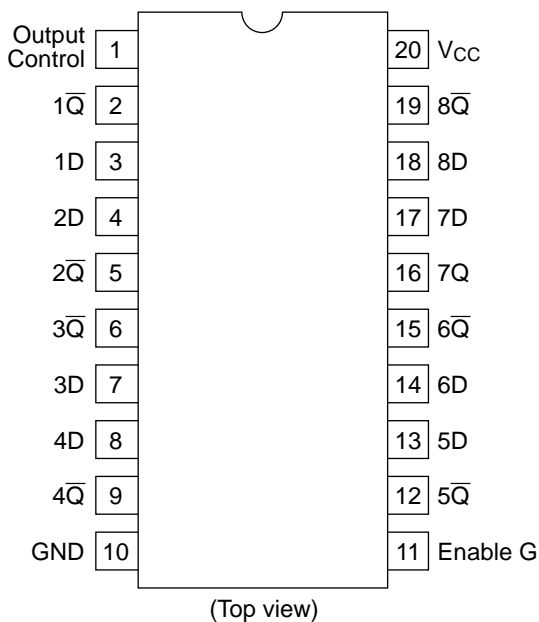 Output
Control 1
1Q̅ 2
1D 3
2D 4
2Q̅ 5
3Q̅ 6
3D 7
4D 8
4Q̅ 9
GND 10
20 VCC
19 8Q̅
18 8D
17 7D
16 7Q
15 6Q̅
14 6D
13 5D
12 5Q̅
11 Enable G
(Top view)